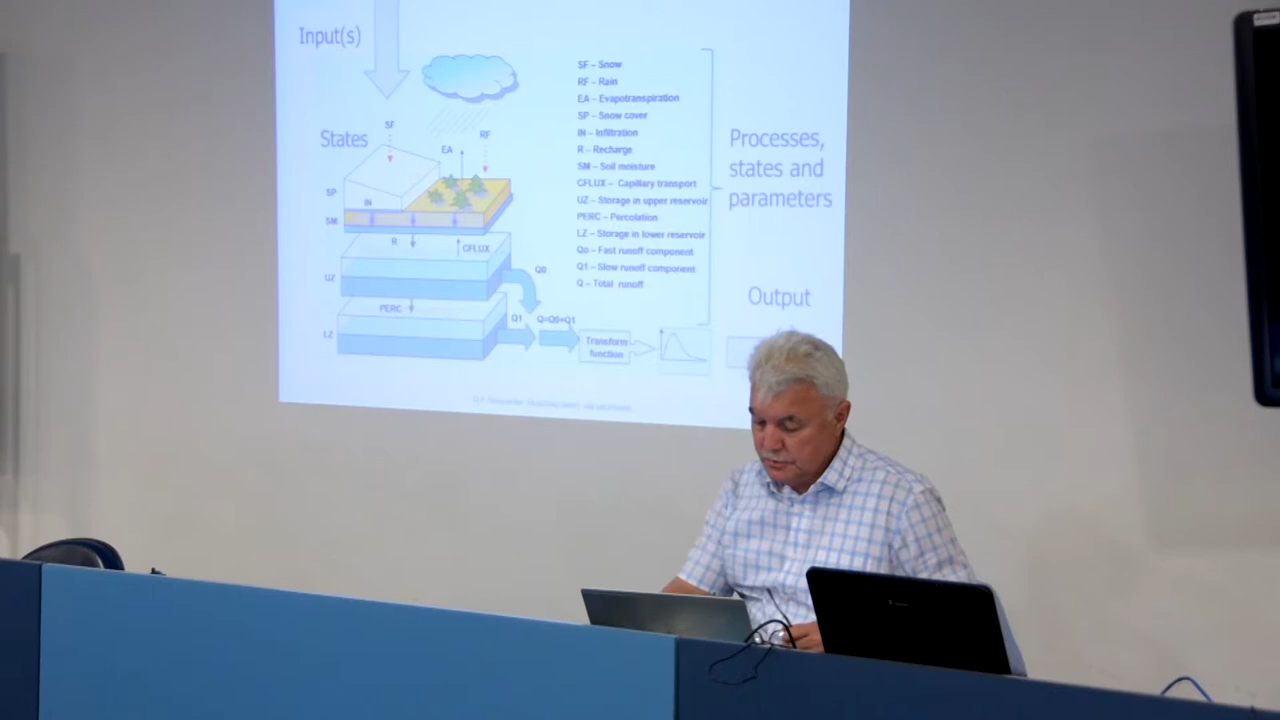 Input(s)
States
SF
RF
EA
SP
IN
SM
R
CFLUX
UZ
Q0
PERC
Q1
Q=Q0+Q1
LZ
Transform
function
SF – Snow
RF – Rain
EA – Evapotranspiration
SP – Snow cover
IN – Infiltration
R – Recharge
SM – Soil moisture
CFLUX – Capillary transport
UZ – Storage in upper reservoir
PERC – Percolation
LZ – Storage in lower reservoir
Qo – Fast runoff component
Q1 – Slow runoff component
Q – Total runoff
Processes,
states and
parameters
Output